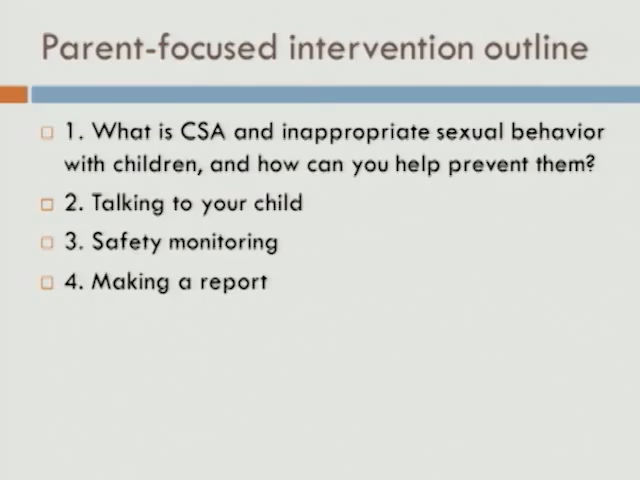 Parent-focused intervention outline
1. What is CSA and inappropriate sexual behavior
with children, and how can you help prevent them?
2. Talking to your child
3. Safety monitoring
4. Making a report